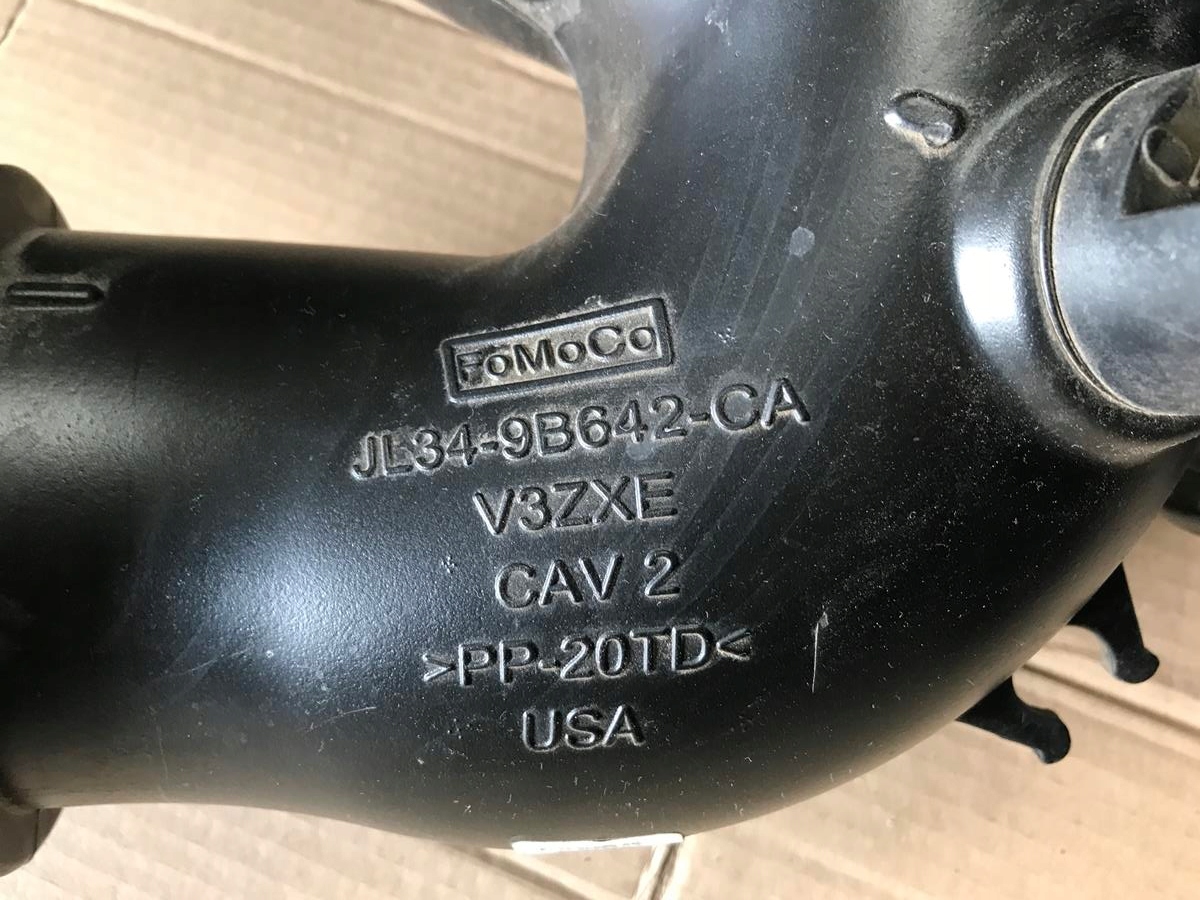 FoMoCo
JL34-9B642-CA
V3ZXE
CAV 2
>PP-20TD<
USA